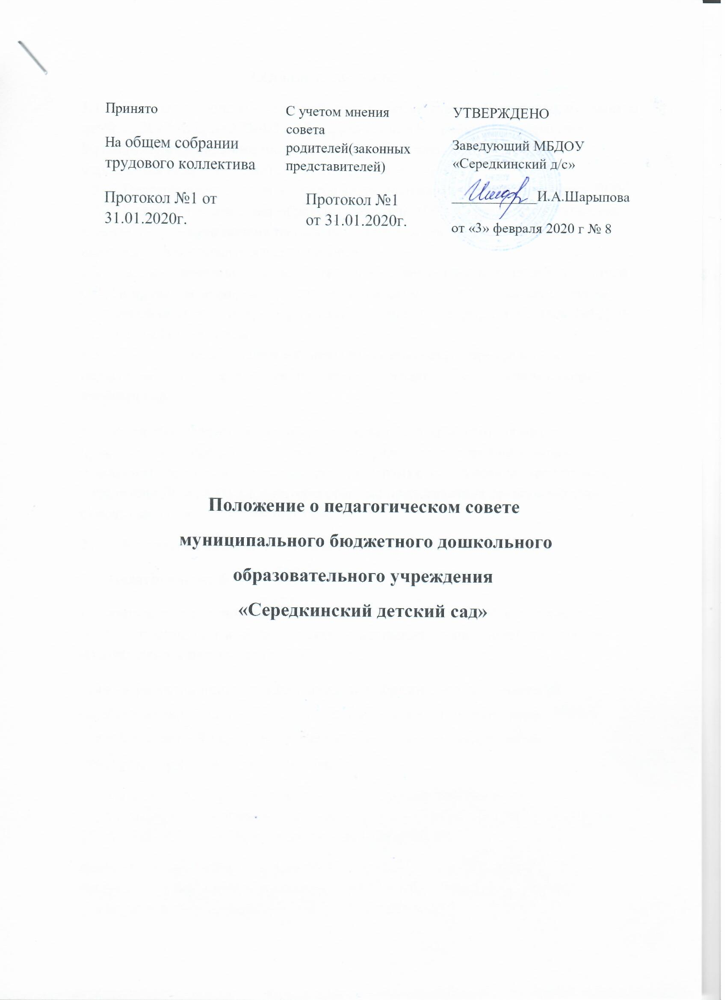 Принято
На общем собрании
трудового коллектива
Протокол №1 от
31.01.2020г.
С учетом мнения
совета
родителей(законных
представителей)
Протокол №1
от 31.01.2020г.
УТВЕРЖДЕНО
Заведующий МБДОУ
«Середкинский д/с»
____________И.А.Шарыпова
от «3» февраля 2020 г № 8
Положение о педагогическом совете
муниципального бюджетного дошкольного
образовательного учреждения
«Середкинский детский сад»